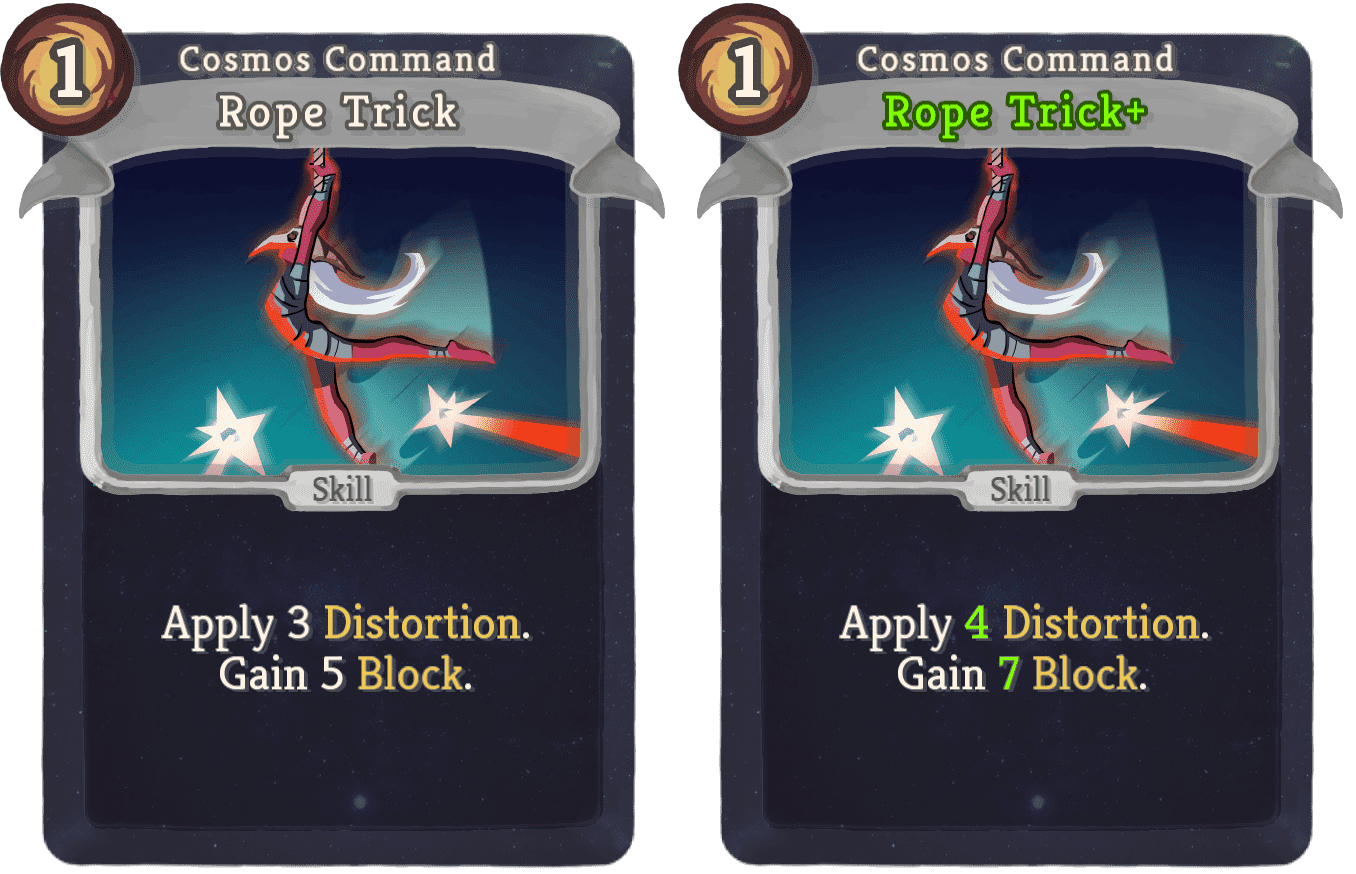 1
Cosmos Command
Rope Trick
Skill
Apply 3 Distortion.
Gain 5 Block.
1
Cosmos Command
Rope Trick+
Skill
Apply 4 Distortion.
Gain 7 Block.